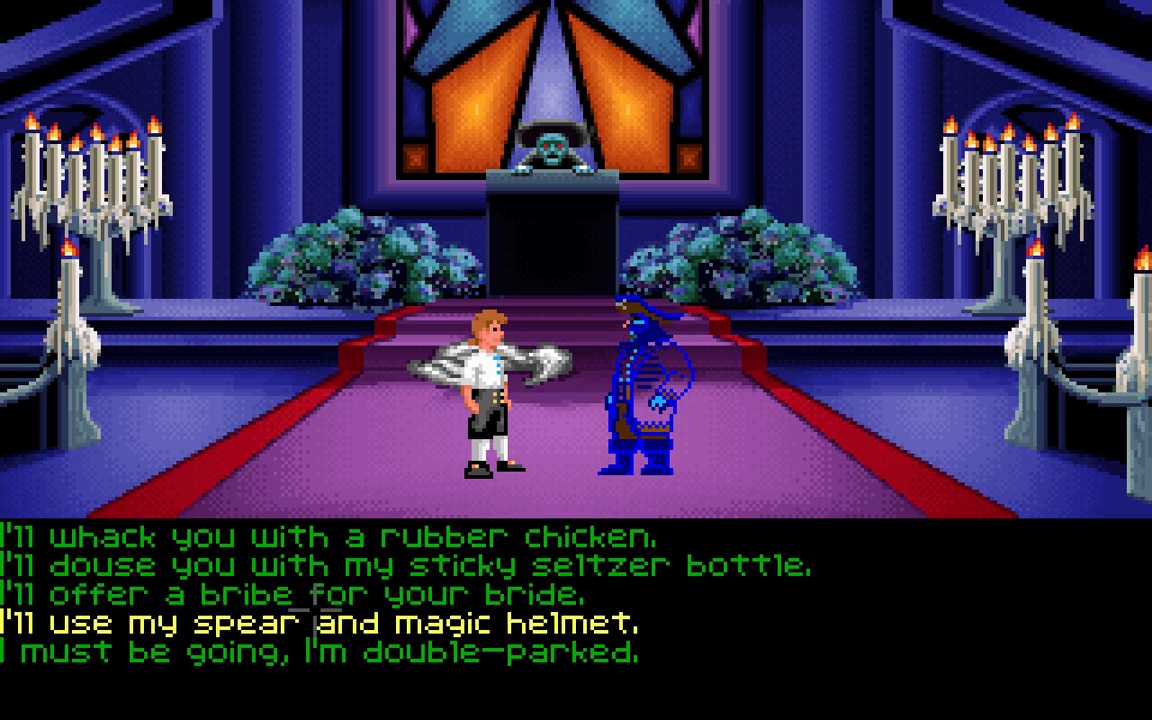 I'll whack you with a rubber chicken.
I'll douse you with my sticky seltzer bottle.
I'll offer a bribe for your bride.
I'll use my spear and magic helmet.
I must be going, I'm double-parked.